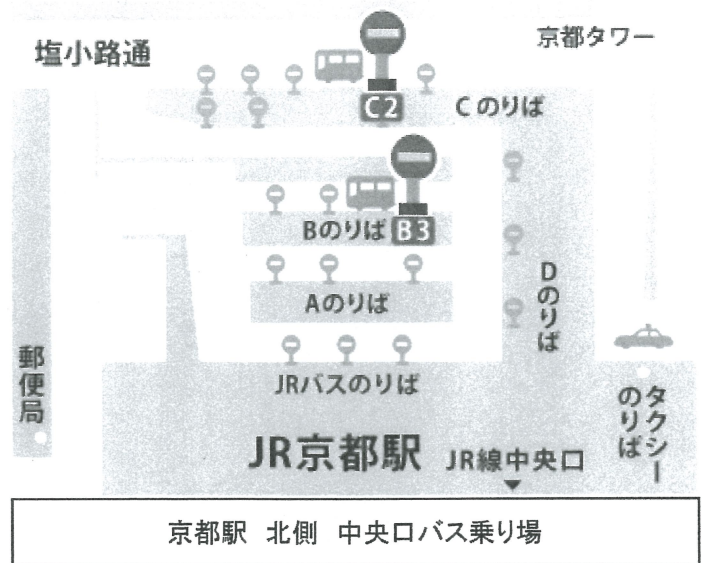 塩小路通
京都タワー
C2
Cのりば
Bのりば
B3
Aのりば
Dのりば
JRバスのりば
郵便局
タクシー
のりば
JR京都駅
JR線中央口
京都駅 北側 中央口バス乗り場